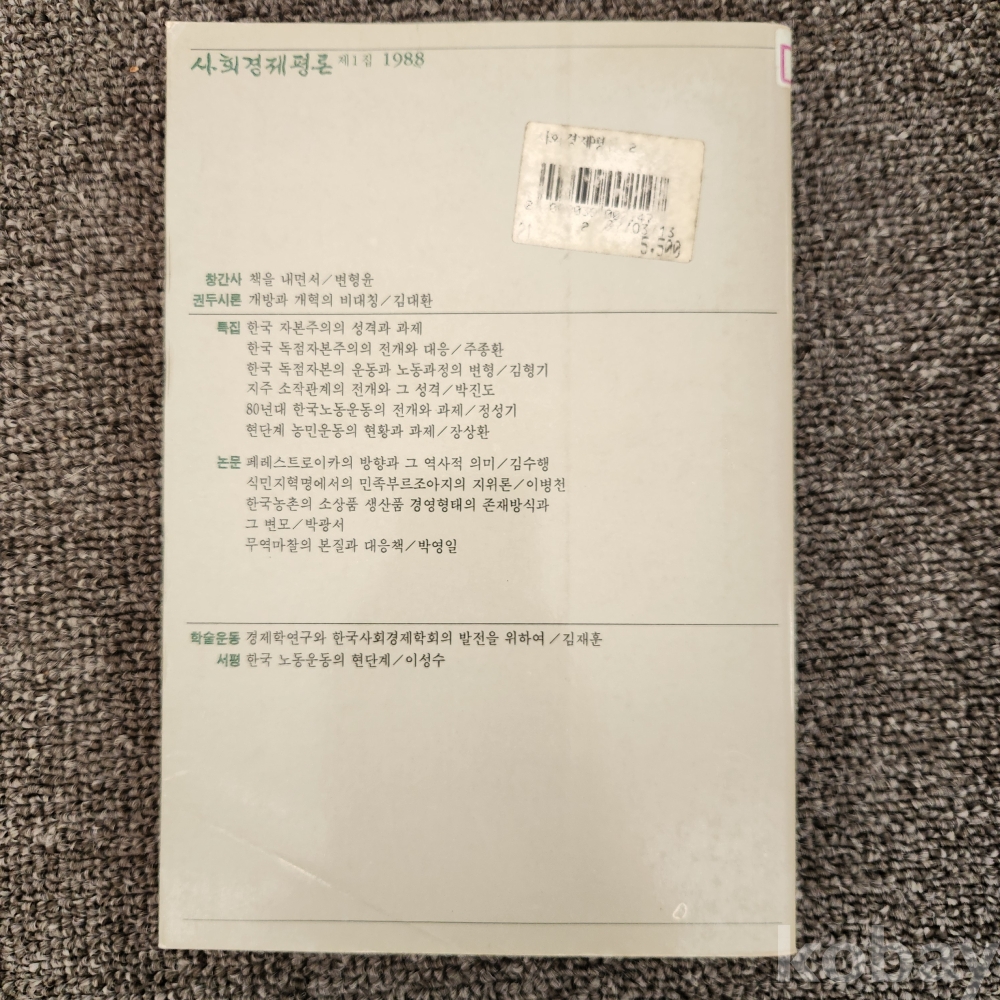 사회경제평론 제1집 1988
5,500
창간사 책을 내면서/변형윤
권두시론 개방과 개혁의 비대칭/김대환
특집 한국 자본주의의 성격과 과제
한국 독점자본주의의 전개와 대응/주종환
한국 독점자본의 운동과 노동과정의 변형/김형기
지주 소작관계의 전개와 그 성격/박진도
80년대 한국노동운동의 전개와 과제/정성기
현단계 농민운동의 현황과 과제/장상환
논문 페레스트로이카의 방향과 그 역사적 의미/김수행
식민지혁명에서의 민족부르조아지의 지위론/이병천
한국농촌의 소상품 생산품 경영형태의 존재방식과
그 변모/박광서
무역마찰의 본질과 대응책/박영일
학술운동 경제학연구와 한국사회경제학회의 발전을 위하여/김재훈
서평 한국 노동운동의 현단계/이성수
kobay